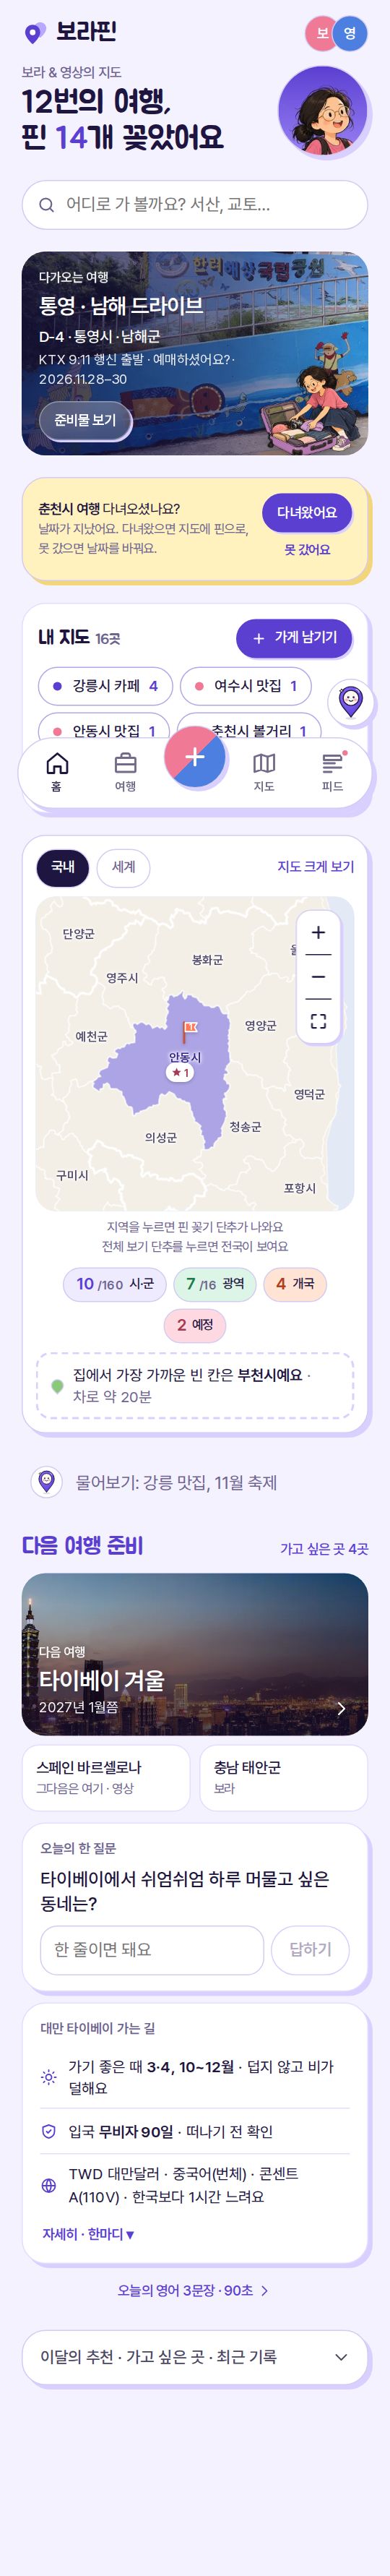 보라핀
보 영
보라 & 영상의 지도
12번의 여행,
핀 14개 꽂았어요
어디로 가 볼까요? 서산, 교토...
다가오는 여행
통영 · 남해 드라이브
D-4 · 통영시 · 남해군
KTX 9:11 행신 출발 · 예매하셨어요? ·
2026.11.28–30
준비물 보기
춘천시 여행 다녀오셨나요?
날짜가 지났어요. 다녀왔으면 지도에 핀으로,
못 갔으면 날짜를 바꿔요.
다녀왔어요
못 갔어요
내 지도 16곳
+ 가게 남기기
강릉시 카페 4
여수시 맛집 1
안동시 맛집 1
춘천시 볼거리 1
홈
여행
+
지도
피드
국내
세계
지도 크게 보기
단양군
봉화군
영주시
예천군
영양군
안동시
★ 1
영덕군
청송군
의성군
구미시
포항시
+
−
지역을 누르면 핀 꽂기 단추가 나와요
전체 보기 단추를 누르면 전국이 보여요
10 /160 시·군
7 /16 광역
4 개국
2 예정
집에서 가장 가까운 빈 칸은 부천시예요 ·
차로 약 20분
물어보기: 강릉 맛집, 11월 축제
다음 여행 준비
가고 싶은 곳 4곳
다음 여행
타이베이 겨울
2027년 1월쯤
스페인 바르셀로나
그다음은 여기 · 영상
충남 태안군
보라
오늘의 한 질문
타이베이에서 쉬엄쉬엄 하루 머물고 싶은
동네는?
한 줄이면 돼요
답하기
대만 타이베이 가는 길
가기 좋은 때 3·4, 10~12월 · 덥지 않고 비가
덜해요
입국 무비자 90일 · 떠나기 전 확인
TWD 대만달러 · 중국어(번체) · 콘센트
A(110V) · 한국보다 1시간 느려요
자세히 · 한마디 ▾
오늘의 영어 3문장 · 90초
이달의 추천 · 가고 싶은 곳 · 최근 기록